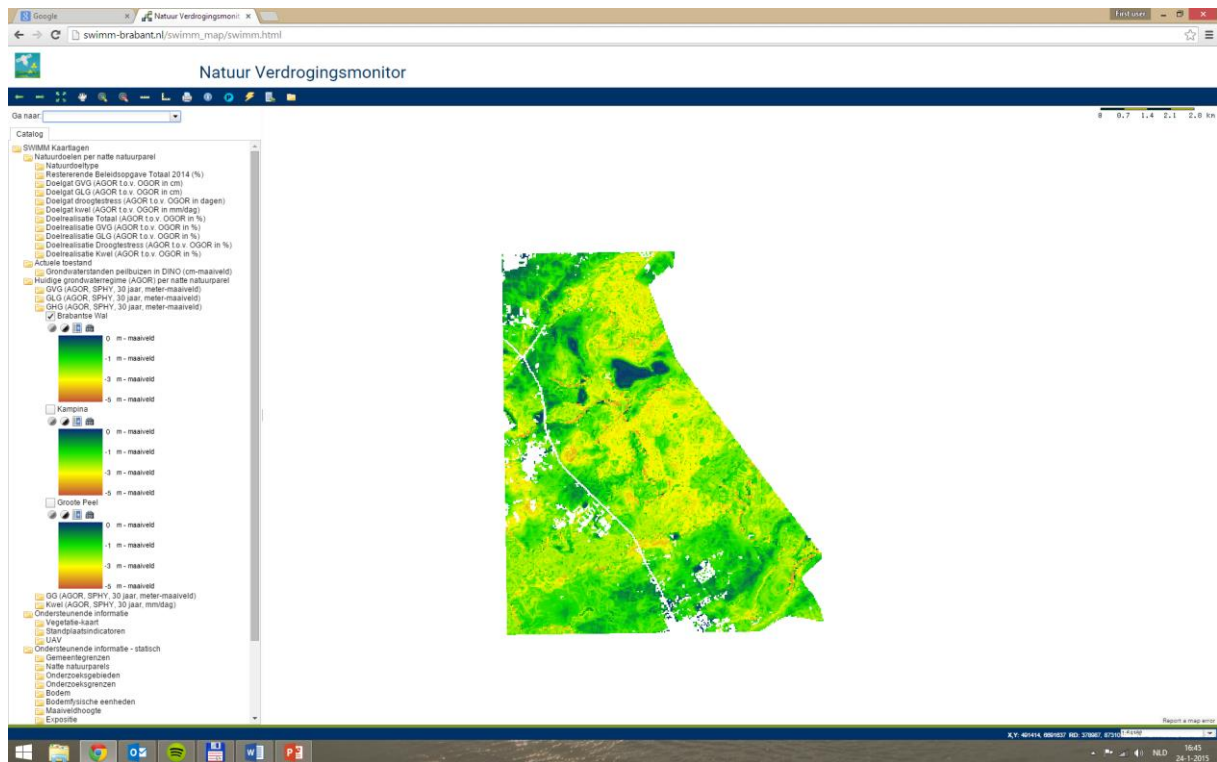 Google
Natuur Verdrogingsmonit
First user
swimm-brabant.nl/swimm_map/swimm.html
Natuur Verdrogingsmonitor
Ga naar:
0 0.7 1.4 2.1 2.8 km
Catalog
SWIMM Kaartlagen
Natuurdoelen per natte natuurparel
Natuurdoeltype
Resterende Beleidsopgave Totaal 2014 (%)
Doelgat GVG (AGOR t.o.v. OGOR in cm)
Doelgat GLG (AGOR t.o.v. OGOR in cm)
Doelgat droogtestress (AGOR t.o.v. OGOR in dagen)
Doelgat kwel (AGOR t.o.v. OGOR in mm/dag)
Doelrealisatie Totaal (AGOR t.o.v. OGOR in %)
Doelrealisatie GVG (AGOR t.o.v. OGOR in %)
Doelrealisatie GLG (AGOR t.o.v. OGOR in %)
Doelrealisatie Droogtestress (AGOR t.o.v. OGOR in %)
Doelrealisatie Kwel (AGOR t.o.v. OGOR in %)
Actuele toestand
Grondwaterstanden peilbuizen in DINO (cm-maaiveld)
Huidige grondwaterregime (AGOR) per natte natuurparel
GVG (AGOR, SPHY, 30 jaar, meter-maaiveld)
GLG (AGOR, SPHY, 30 jaar, meter-maaiveld)
GHG (AGOR, SPHY, 30 jaar, meter-maaiveld)
Brabantse Wal
0 m - maaiveld
-1 m - maaiveld
-3 m - maaiveld
-5 m - maaiveld
Kampina
0 m - maaiveld
-1 m - maaiveld
-3 m - maaiveld
-5 m - maaiveld
Groote Peel
0 m - maaiveld
-1 m - maaiveld
-3 m - maaiveld
-5 m - maaiveld
GG (AGOR, SPHY, 30 jaar, meter-maaiveld)
Kwel (AGOR, SPHY, 30 jaar, mm/dag)
Ondersteunende informatie
Vegetatie-kaart
Standplaatsindicatoren
UAV
Ondersteunende informatie - statisch
Gemeentegrenzen
Natte natuurparels
Onderzoeksgebieden
Onderzoeksgrenzen
Bodem
Bodemfysische eenheden
Maaiveldhoogte
Expositie
Report a map error
X,Y: 491414, 6691637 RD: 378987,
NLD
16:45
24-1-2015